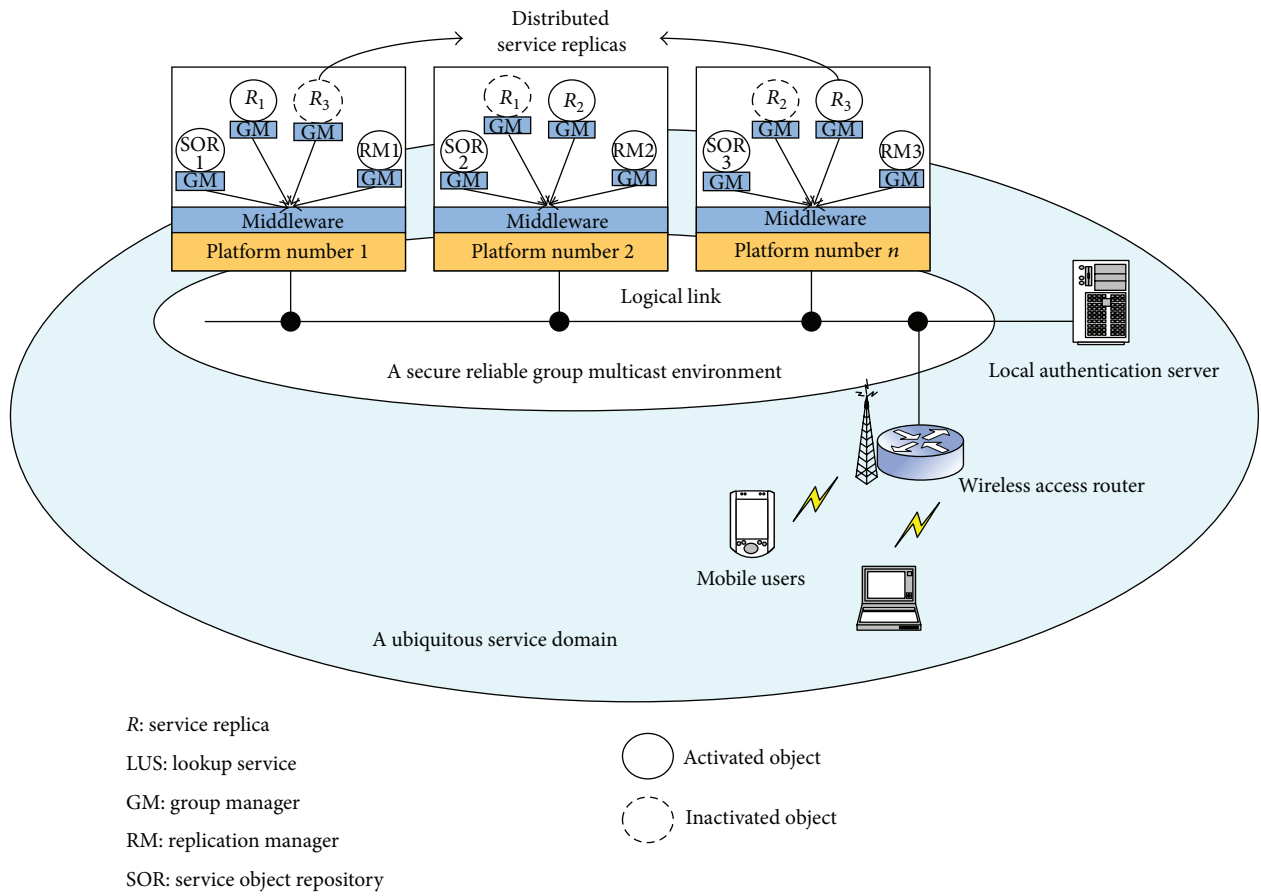 Distributed
service replicas
R1
R3
SOR
1
RM1
GM
GM
GM
GM
Middleware
Platform number 1
R1
R2
SOR
2
RM2
GM
GM
GM
GM
Middleware
Platform number 2
R2
R3
SOR
3
RM3
GM
GM
GM
GM
Middleware
Platform number n
Logical link
A secure reliable group multicast environment
Local authentication server
Wireless access router
Mobile users
A ubiquitous service domain
R: service replica
LUS: lookup service
GM: group manager
RM: replication manager
SOR: service object repository
Activated object
Inactivated object